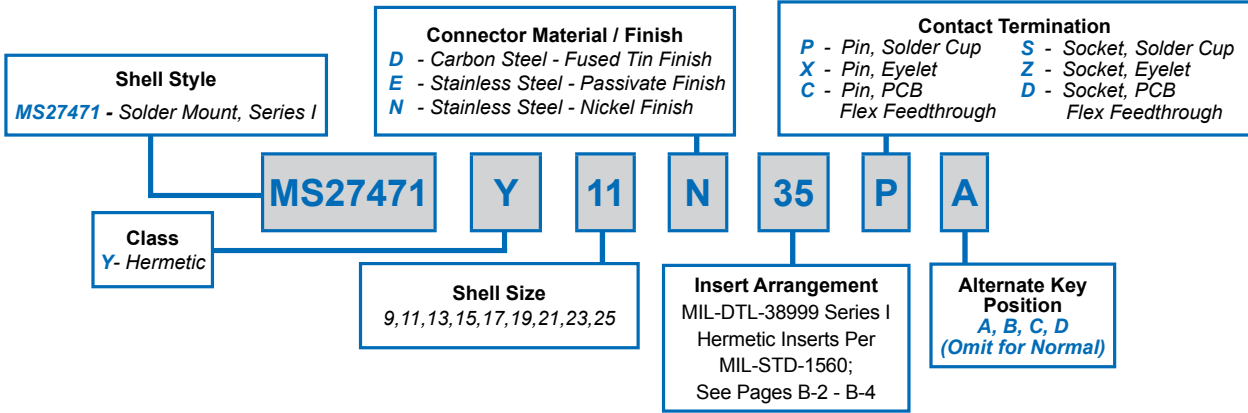 Shell Style
MS27471 - Solder Mount, Series I
Connector Material / Finish
D - Carbon Steel - Fused Tin Finish
E - Stainless Steel - Passivate Finish
N - Stainless Steel - Nickel Finish
Contact Termination
P - Pin, Solder Cup
X - Pin, Eyelet
C - Pin, PCB
Flex Feedthrough
S - Socket, Solder Cup
Z - Socket, Eyelet
D - Socket, PCB
Flex Feedthrough
MS27471 Y 11 N 35 P A
Class
Y- Hermetic
Shell Size
9,11,13,15,17,19,21,23,25
Insert Arrangement
MIL-DTL-38999 Series I
Hermetic Inserts Per
MIL-STD-1560;
See Pages B-2 - B-4
Alternate Key
Position
A, B, C, D
(Omit for Normal)